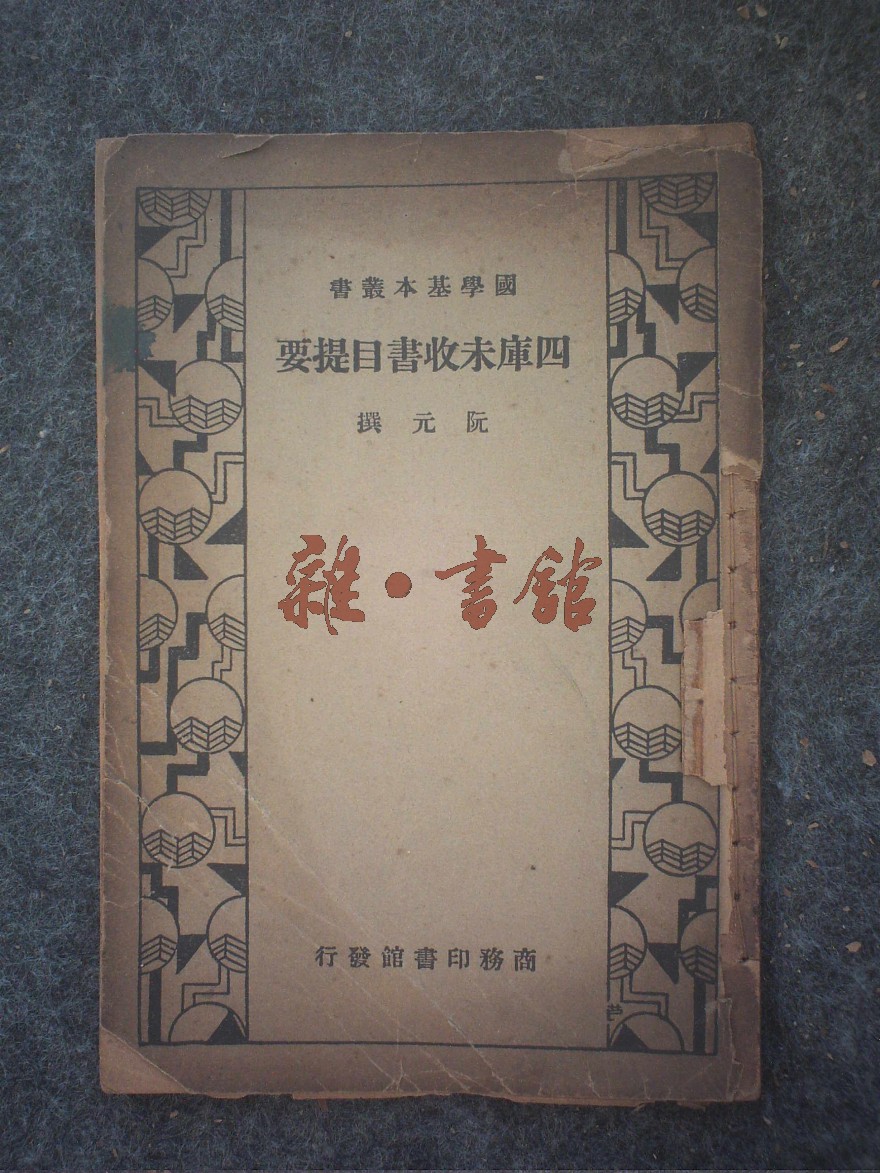 國學基本叢書
四庫未收書目提要
阮元撰
雜·書館
商務印書館發行